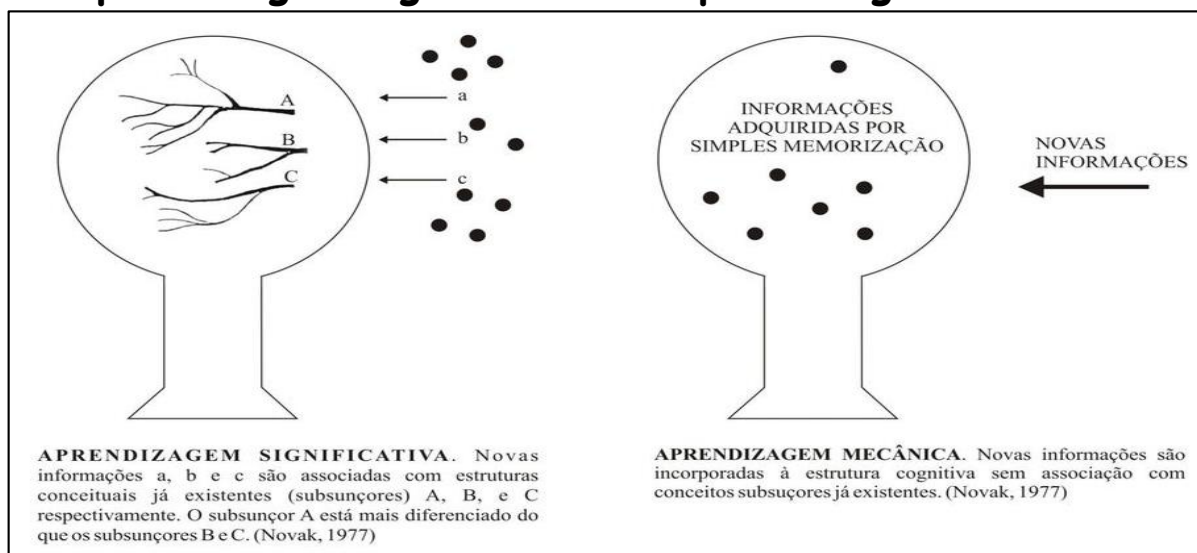 A
B
C
a
b
c
INFORMAÇÕES
ADQUIRIDAS POR
SIMPLES MEMORIZAÇÃO
NOVAS
INFORMAÇÕES
APRENDIZAGEM SIGNIFICATIVA. Novas
informações a, b e c são associadas com estruturas
conceituais já existentes (subsunçores) A, B, e C
respectivamente. O subsunçor A está mais diferenciado do
que os subsunçores B e C. (Novak, 1977)
APRENDIZAGEM MECÂNICA. Novas informações são
incorporadas à estrutura cognitiva sem associação com
conceitos subsuçores já existentes. (Novak, 1977)